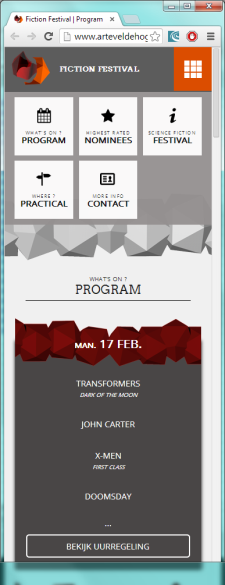 Fiction Festival | Program
www.arteveldehog
FICTION FESTIVAL
WHAT'S ON ?
PROGRAM
HIGHEST RATED
NOMINEES
SCIENCE FICTION
FESTIVAL
WHERE ?
PRACTICAL
MORE INFO
CONTACT
WHAT'S ON ?
PROGRAM
MAN. 17 FEB.
TRANSFORMERS
DARK OF THE MOON
JOHN CARTER
X-MEN
FIRST CLASS
DOOMSDAY
...
BEKIJK UURREGELING